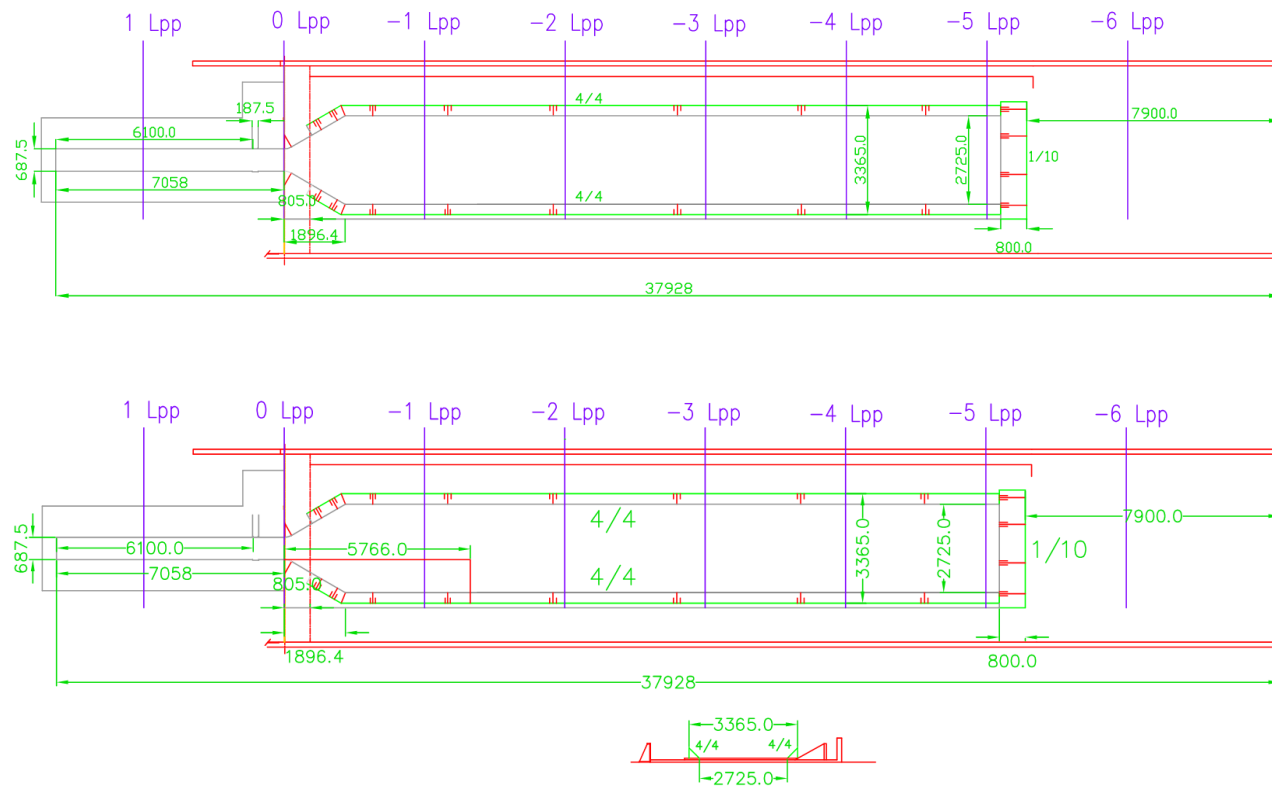 1 Lpp
0 Lpp
-1 Lpp
-2 Lpp
-3 Lpp
-4 Lpp
-5 Lpp
-6 Lpp
187.5
4/4
7900.0
6100.0
687.5
3365.0
2725.0
1/10
7058
805.0
4/4
1896.4
800.0
37928
1 Lpp
0 Lpp
-1 Lpp
-2 Lpp
-3 Lpp
-4 Lpp
-5 Lpp
-6 Lpp
4/4
7900.0
687.5
6100.0
5766.0
3365.0
2725.0
1/10
7058
805.0
4/4
1896.4
800.0
37928
3365.0
4/4
4/4
2725.0